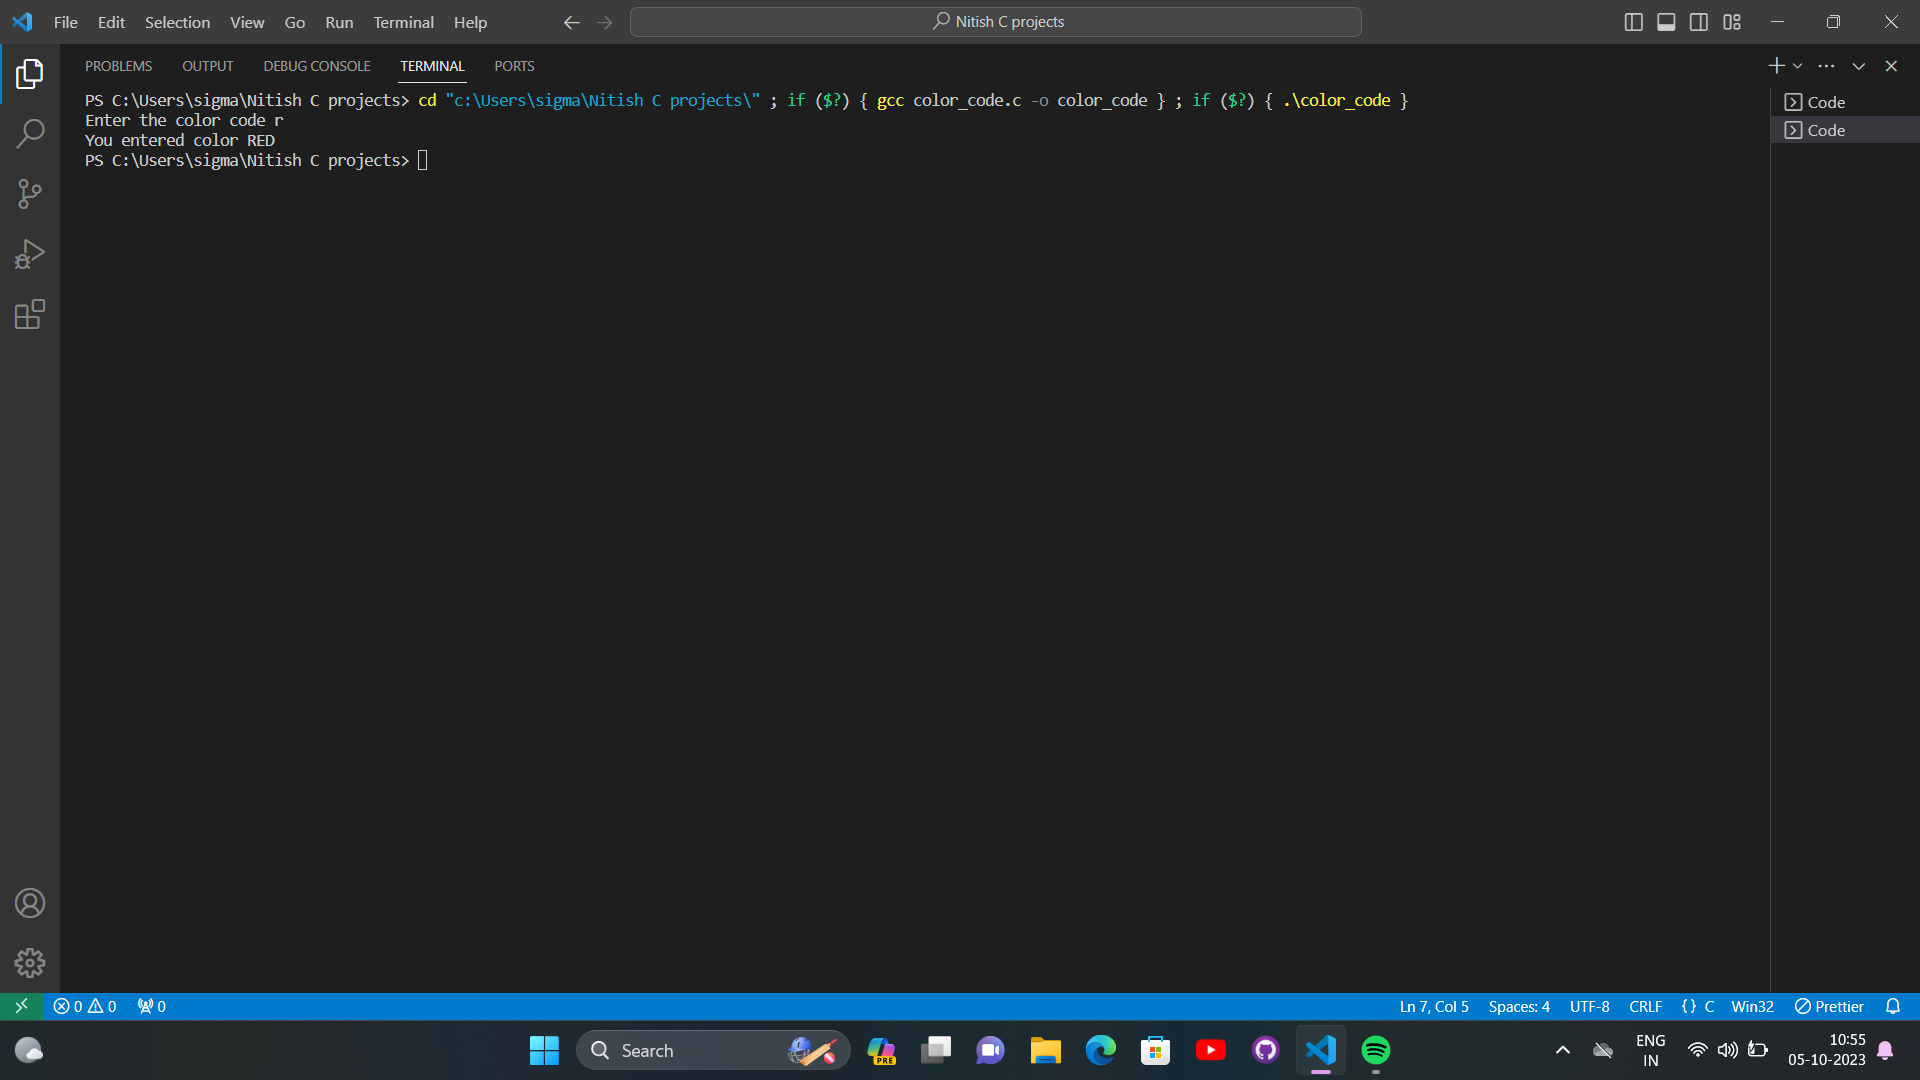 File Edit Selection View Go Run Terminal Help
Nitish C projects
PROBLEMS OUTPUT DEBUG CONSOLE TERMINAL PORTS
PS C:\Users\sigma\Nitish C projects> cd "c:\Users\sigma\Nitish C projects\" ; if ($?) { gcc color_code.c -o color_code } ; if ($?) { .\color_code }
Enter the color code r
You entered color RED
PS C:\Users\sigma\Nitish C projects>
Code
Code
0 0 0
Ln 7, Col 5 Spaces: 4 UTF-8 CRLF {} C Win32 Prettier
Search
PRE
ENG
IN
10:55
05-10-2023